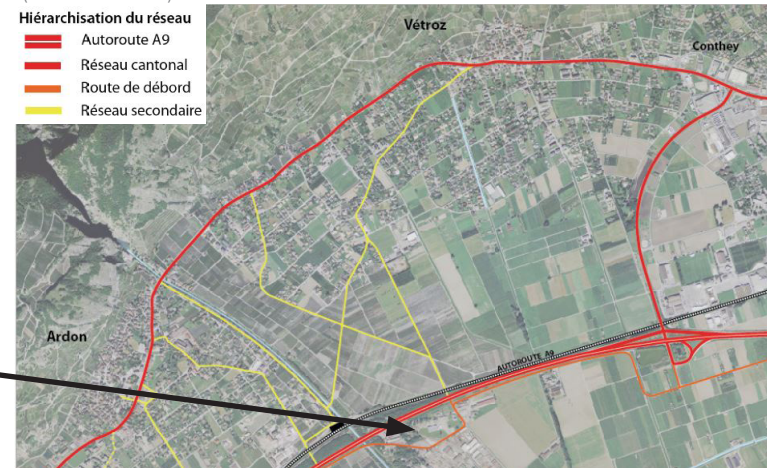 Hiérarchisation du réseau
Autoroute A9
Réseau cantonal
Route de débord
Réseau secondaire
Vétroz
Conthey
Ardon
AUTOROUTE A9